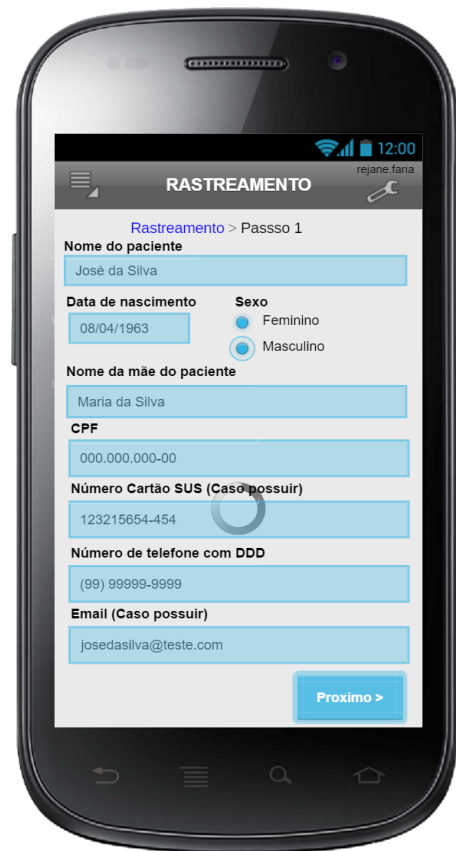 12:00
rejane.faria
RASTREAMENTO
Rastreamento > Passso 1
Nome do paciente
José da Silva
Data de nascimento Sexo
08/04/1963 Feminino
Masculino
Nome da mãe do paciente
Maria da Silva
CPF
000.000.000-00
Número Cartão SUS (Caso possuir)
123215654-454
Número de telefone com DDD
(99) 99999-9999
Email (Caso possuir)
josedasilva@teste.com
Proximo >